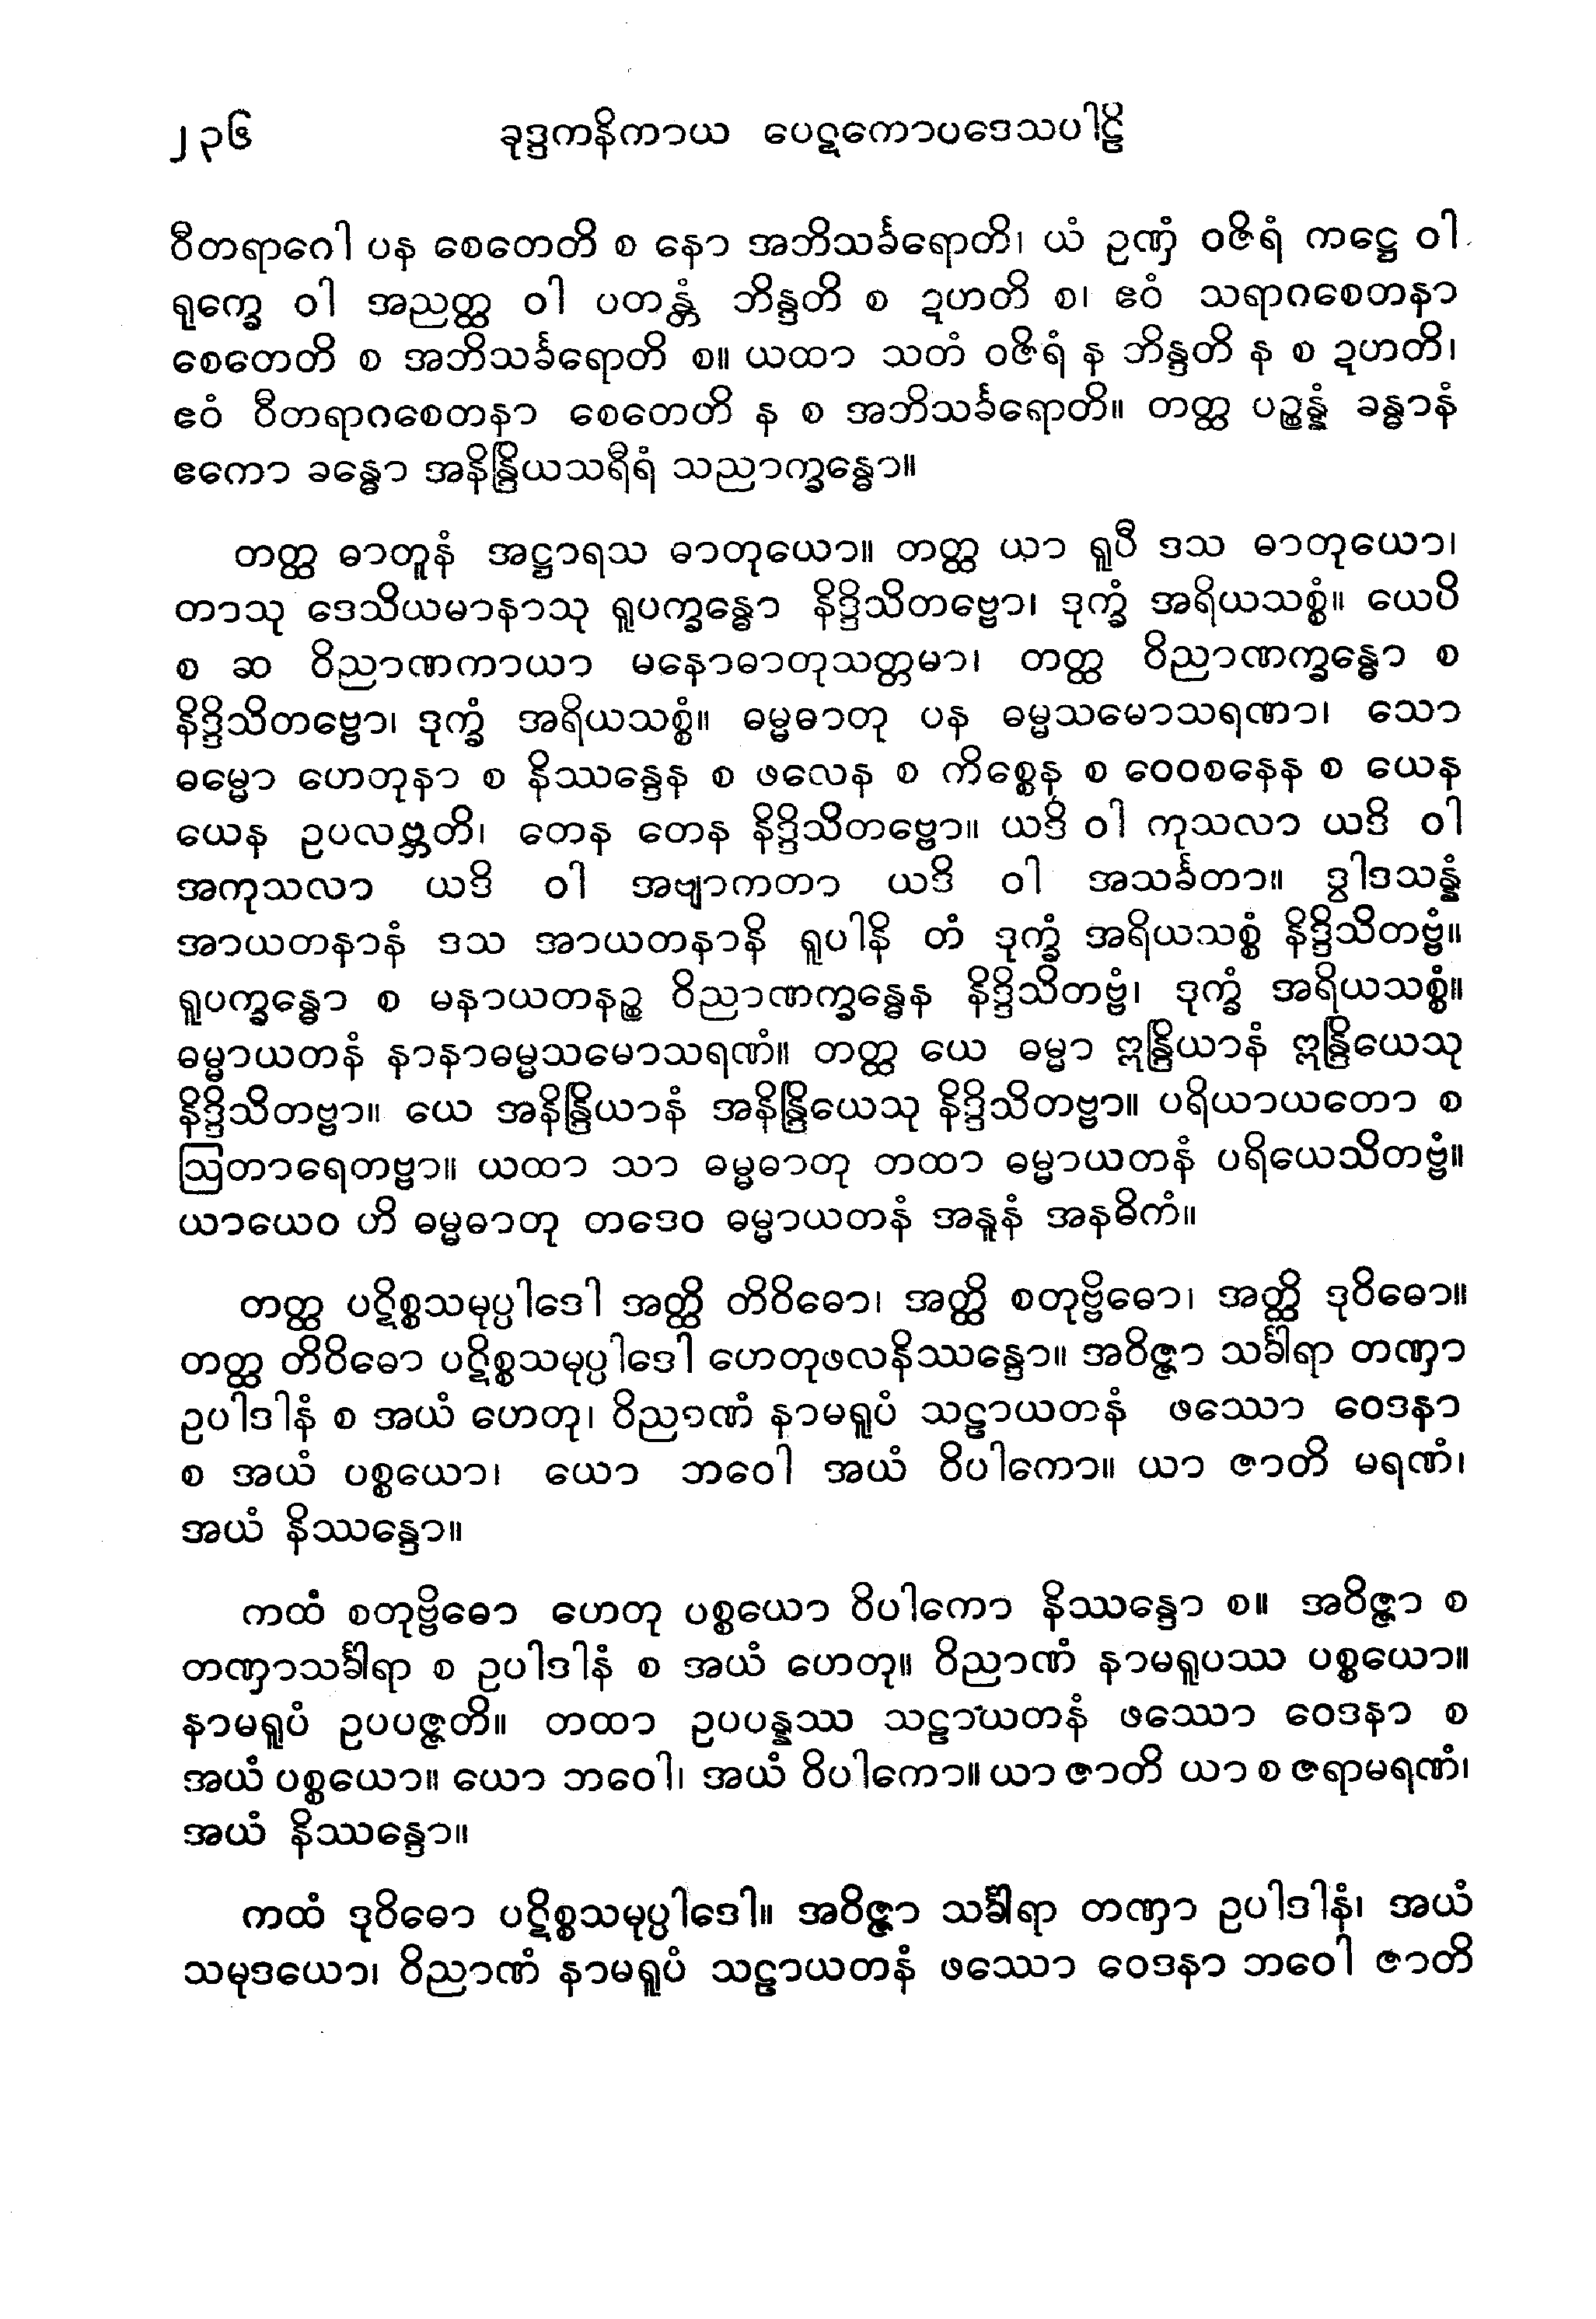 ၂၃၆ ခုဒ္ဒကနိကာယ ပေဋကောပဒေသပါဠိ
ဝီတရာဂေါ ပန စေတေတိ စ နော အဘိသင်္ခရောတိ၊ ယံ ဥဏှံ ဝဇိရံ ကဋ္ဌေ ဝါ
ရုက္ခေ ဝါ အညတ္ထ ဝါ ပတန္တံ ဘိန္ဒတိ စ ဍဟတိ စ၊ ဧဝံ သရာဂစေတနာ
စေတေတိ စ အဘိသင်္ခရောတိ စ။ ယထာ သတံ ဝဇိရံ န ဘိန္ဒတိ န စ ဍဟတိ၊
ဧဝံ ဝီတရာဂစေတနာ စေတေတိ န စ အဘိသင်္ခရောတိ။ တတ္ထ ပဉ္စန္နံ ခန္ဓာနံ
ဧကော ခန္ဓော အနိန္ဒြိယသရီရံ သညာက္ခန္ဓော။
တတ္ထ ဓာတူနံ အဋ္ဌာရသ ဓာတုယော။ တတ္ထ ယာ ရူပီ ဒသ ဓာတုယော၊
တာသု ဒေသိယမာနာသု ရူပက္ခန္ဓော နိဒ္ဒိသိတဗ္ဗော၊ ဒုက္ခံ အရိယသစ္စံ။ ယေပိ
စ ဆ ဝိညာဏကာယာ မနောဓာတုသတ္တမာ၊ တတ္ထ ဝိညာဏက္ခန္ဓော စ
နိဒ္ဒိသိတဗ္ဗော၊ ဒုက္ခံ အရိယသစ္စံ။ ဓမ္မဓာတု ပန ဓမ္မသမောသရဏာ၊ သော
ဓမ္မော ဟေတုနာ စ နိဿန္ဒေန စ ဖလေန စ ကိစ္စေန စ ဝေဝစနေန စ ယေန
ယေန ဥပလဗ္ဘတိ၊ တေန တေန နိဒ္ဒိသိတဗ္ဗော။ ယဒိ ဝါ ကုသလာ ယဒိ ဝါ
အကုသလာ ယဒိ ဝါ အဗျာကတာ ယဒိ ဝါ အသင်္ခတာ။ ဒွါဒသန္နံ
အာယတနာနံ ဒသ အာယတနာနိ ရူပါနိ တံ ဒုက္ခံ အရိယသစ္စံ နိဒ္ဒိသိတဗ္ဗံ။
ရူပက္ခန္ဓော စ မနာယတနဉ္စ ဝိညာဏက္ခန္ဓေန နိဒ္ဒိသိတဗ္ဗံ၊ ဒုက္ခံ အရိယသစ္စံ။
ဓမ္မာယတနံ နာနာဓမ္မသမောသရဏံ။ တတ္ထ ယေ ဓမ္မာ ဣန္ဒြိယာနံ ဣန္ဒြိယေသု
နိဒ္ဒိသိတဗ္ဗာ။ ယေ အနိန္ဒြိယာနံ အနိန္ဒြိယေသု နိဒ္ဒိသိတဗ္ဗာ။ ပရိယာယတော စ
ဩတာရေတဗ္ဗာ။ ယထာ သာ ဓမ္မဓာတု တထာ ဓမ္မာယတနံ ပရိယေသိတဗ္ဗံ။
ယာယေဝ ဟိ ဓမ္မဓာတု တဒေဝ ဓမ္မာယတနံ အနူနံ အနဓိကံ။
တတ္ထ ပဋိစ္စသမုပ္ပါဒေါ အတ္ထိ တိဝိဓော၊ အတ္ထိ စတုဗ္ဗိဓော၊ အတ္ထိ ဒုဝိဓော။
တတ္ထ တိဝိဓော ပဋိစ္စသမုပ္ပါဒေါ ဟေတုဖလနိဿန္ဒော။ အဝိဇ္ဇာ သင်္ခါရာ တဏှာ
ဥပါဒါနံ စ အယံ ဟေတု၊ ဝိညာဏံ နာမရူပံ သဠာယတနံ ဖဿော ဝေဒနာ
စ အယံ ပစ္စယော၊ ယော ဘဝေါ အယံ ဝိပါကော။ ယာ ဇာတိ မရဏံ၊
အယံ နိဿန္ဒော။
ကထံ စတုဗ္ဗိဓော ဟေတု ပစ္စယော ဝိပါကော နိဿန္ဒော စ။ အဝိဇ္ဇာ စ
တဏှာသင်္ခါရာ စ ဥပါဒါနံ စ အယံ ဟေတု။ ဝိညာဏံ နာမရူပဿ ပစ္စယော။
နာမရူပံ ဥပပဇ္ဇတိ။ တထာ ဥပပန္နဿ သဠာယတနံ ဖဿော ဝေဒနာ စ
အယံ ပစ္စယော။ ယော ဘဝေါ၊ အယံ ဝိပါကော။ ယာ ဇာတိ ယာ စ ဇရာမရဏံ၊
အယံ နိဿန္ဒော။
ကထံ ဒုဝိဓော ပဋိစ္စသမုပ္ပါဒေါ။ အဝိဇ္ဇာ သင်္ခါရာ တဏှာ ဥပါဒါနံ၊ အယံ
သမုဒယော၊ ဝိညာဏံ နာမရူပံ သဠာယတနံ ဖဿော ဝေဒနာ ဘဝေါ ဇာတိ